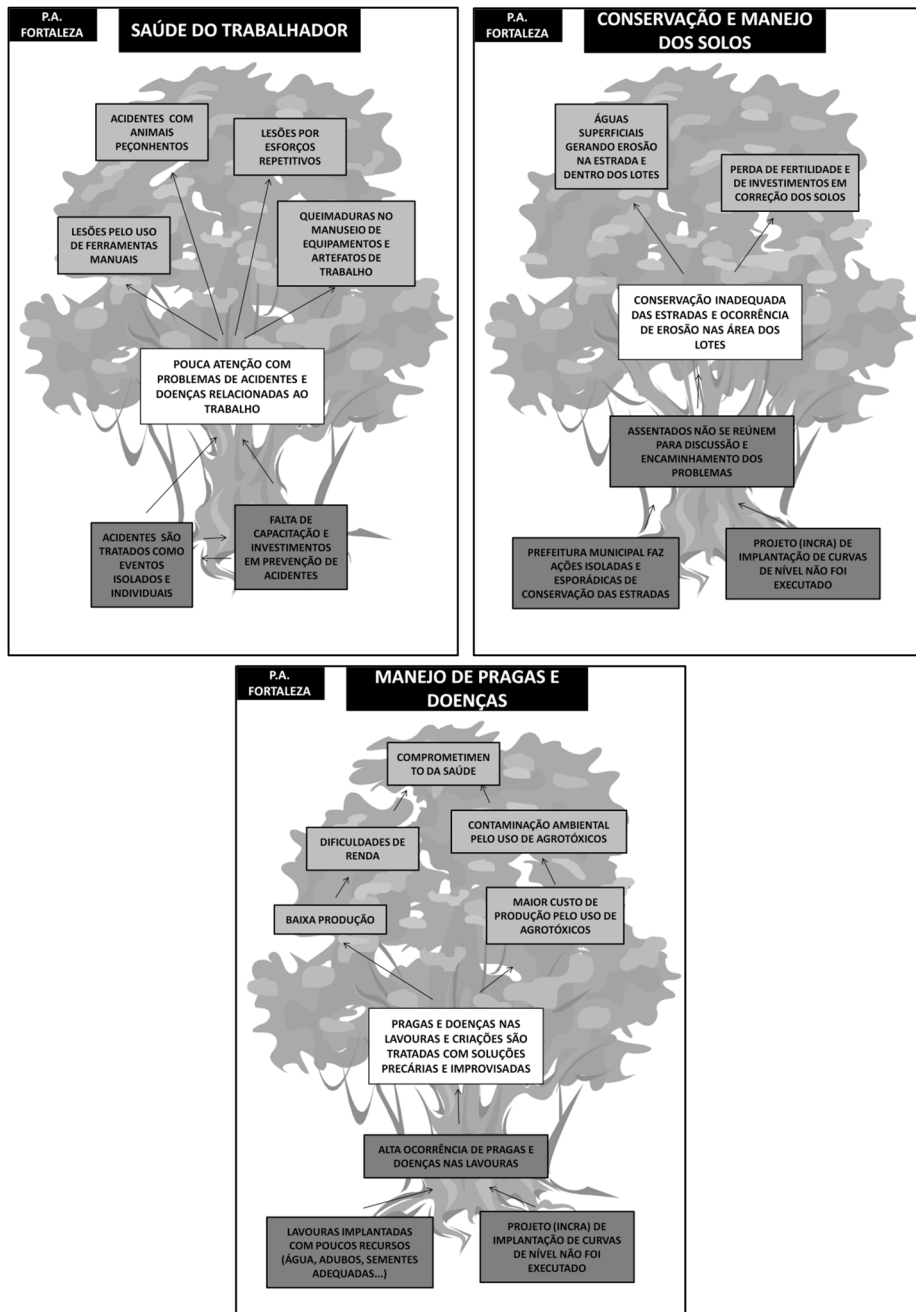 P.A.
FORTALEZA
SAÚDE DO TRABALHADOR
ACIDENTES COM
ANIMAIS
PEÇONHENTOS
LESÕES POR
ESFORÇOS
REPETITIVOS
LESÕES PELO USO
DE FERRAMENTAS
MANUAIS
QUEIMADURAS NO
MANUSEIO DE
EQUIPAMENTOS E
ARTEFATOS DE
TRABALHO
POUCA ATENÇÃO COM
PROBLEMAS DE ACIDENTES E
DOENÇAS RELACIONADAS AO
TRABALHO
ACIDENTES SÃO
TRATADOS COMO
EVENTOS
ISOLADOS E
INDIVIDUAIS
FALTA DE
CAPACITAÇÃO E
INVESTIMENTOS
EM PREVENÇÃO DE
ACIDENTES
P.A.
FORTALEZA
CONSERVAÇÃO E MANEJO
DOS SOLOS
ÁGUAS
SUPERFICIAIS
GERANDO EROSÃO
NA ESTRADA E
DENTRO DOS LOTES
PERDA DE FERTILIDADE E
DE INVESTIMENTOS EM
CORREÇÃO DOS SOLOS
CONSERVAÇÃO INADEQUADA
DAS ESTRADAS E OCORRÊNCIA
DE EROSÃO NAS ÁREA DOS
LOTES
ASSENTADOS NÃO SE REÚNEM
PARA DISCUSSÃO E
ENCAMINHAMENTO DOS
PROBLEMAS
PREFEITURA MUNICIPAL FAZ
AÇÕES ISOLADAS E
ESPORÁDICAS DE
CONSERVAÇÃO DAS ESTRADAS
PROJETO (INCRA) DE
IMPLANTAÇÃO DE CURVAS
DE NÍVEL NÃO FOI
EXECUTADO
P.A.
FORTALEZA
MANEJO DE PRAGAS E
DOENÇAS
COMPROMETIMEN
TO DA SAÚDE
CONTAMINAÇÃO AMBIENTAL
PELO USO DE AGROTÓXICOS
DIFICULDADES DE
RENDA
MAIOR CUSTO DE
PRODUÇÃO PELO USO DE
AGROTÓXICOS
BAIXA PRODUÇÃO
PRAGAS E DOENÇAS NAS
LAVOURAS E CRIAÇÕES SÃO
TRATADAS COM SOLUÇÕES
PRECÁRIAS E IMPROVISADAS
ALTA OCORRÊNCIA DE PRAGAS E
DOENÇAS NAS LAVOURAS
LAVOURAS IMPLANTADAS
COM POUCOS RECURSOS
(ÁGUA, ADUBOS, SEMENTES
ADEQUADAS...)
PROJETO (INCRA) DE
IMPLANTAÇÃO DE CURVAS
DE NÍVEL NÃO FOI
EXECUTADO